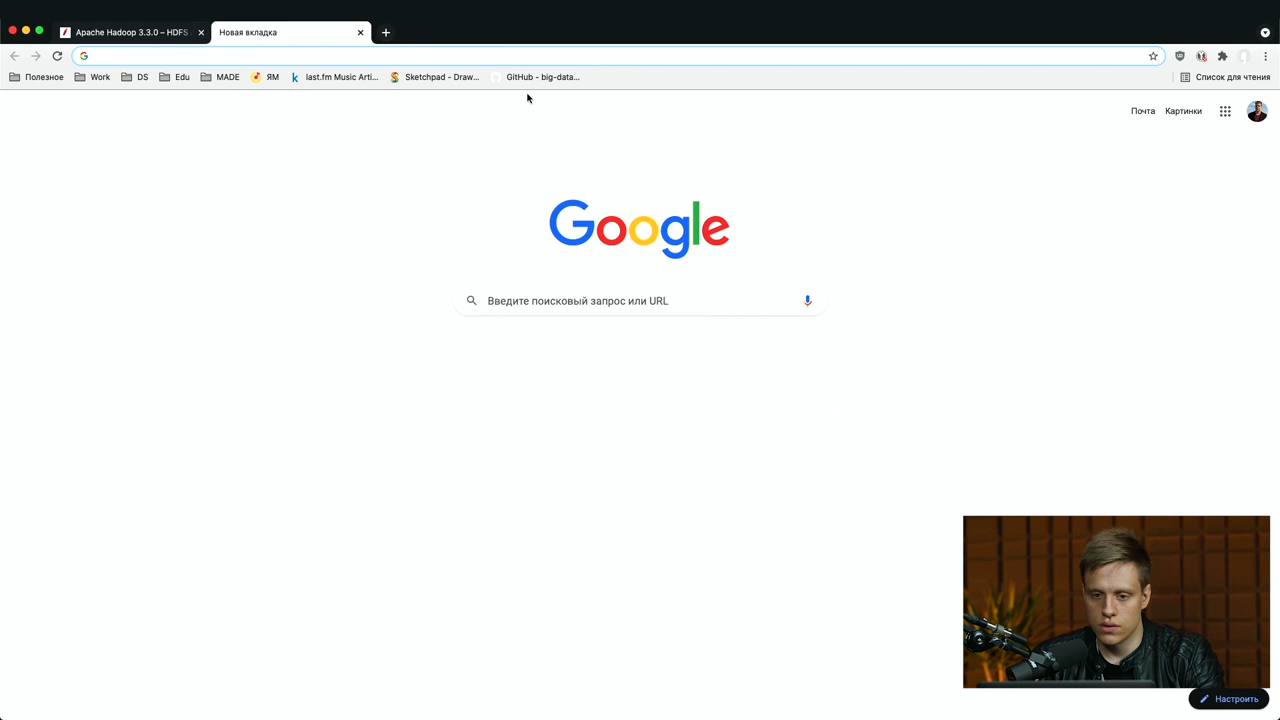 Apache Hadoop 3.3.0 – HDFS
Новая вкладка
Полезное
Work
DS
Edu
MADE
ЯМ
last.fm Music Arti...
Sketchpad - Draw...
GitHub - big-data...
Список для чтения
Почта
Картинки
Google
Введите поисковый запрос или URL
Настроить